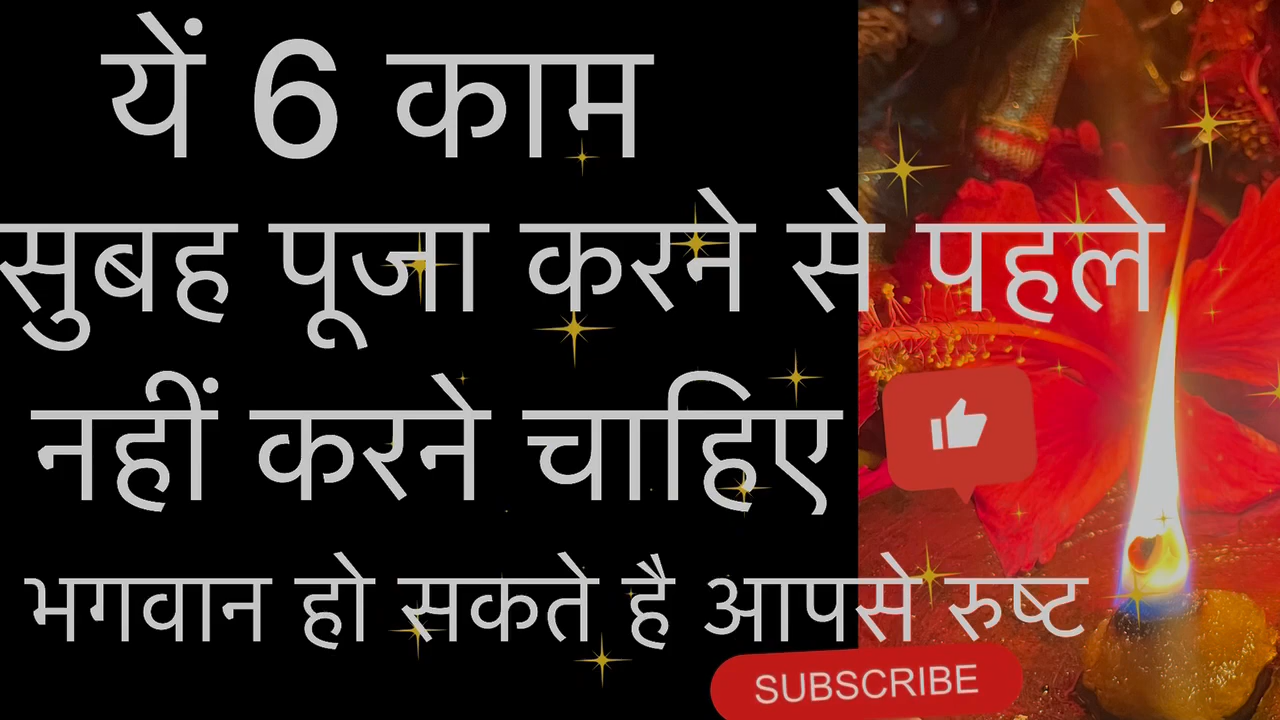 यें 6 काम
सुबह पूजा करने से पहले
नहीं करने चाहिए
भगवान हो सकते है आपसे रुष्ट
SUBSCRIBE